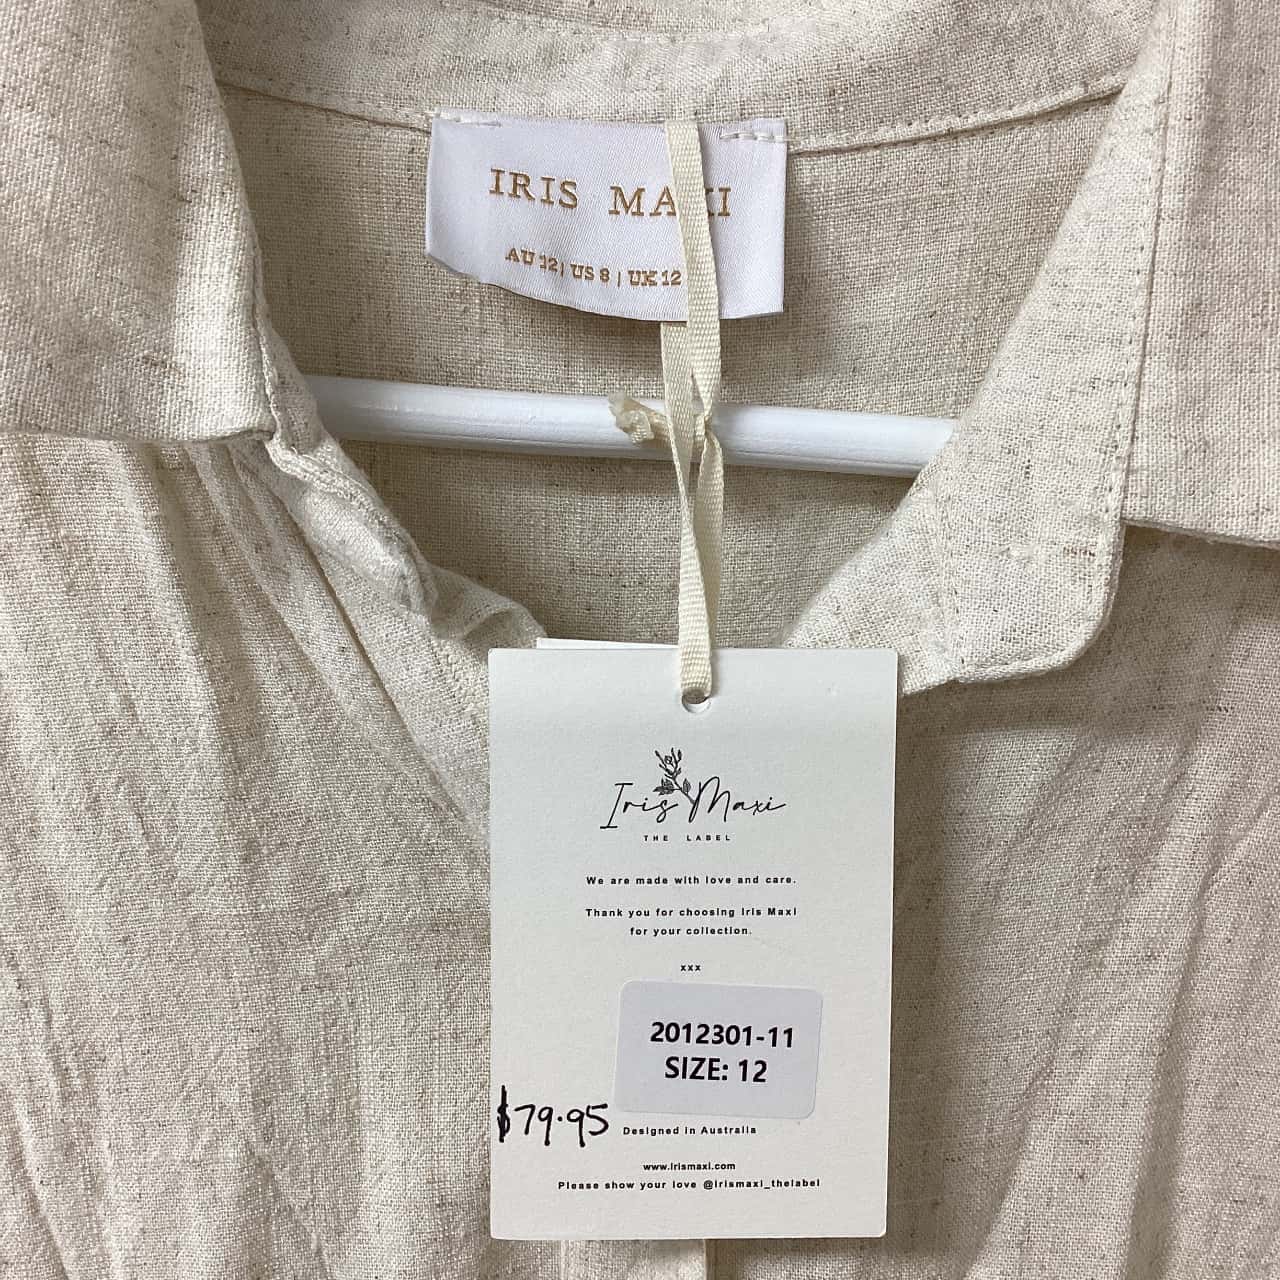 IRIS MAXI
AU 12| US 8 | UK 12
Iris Maxi
THE LABEL
We are made with love and care.
Thank you for choosing Iris Maxi
for your collection.
xxx
2012301-11
SIZE: 12
$79.95
Designed in Australia
www.irismaxi.com
Please show your love @irismaxi_thelabel